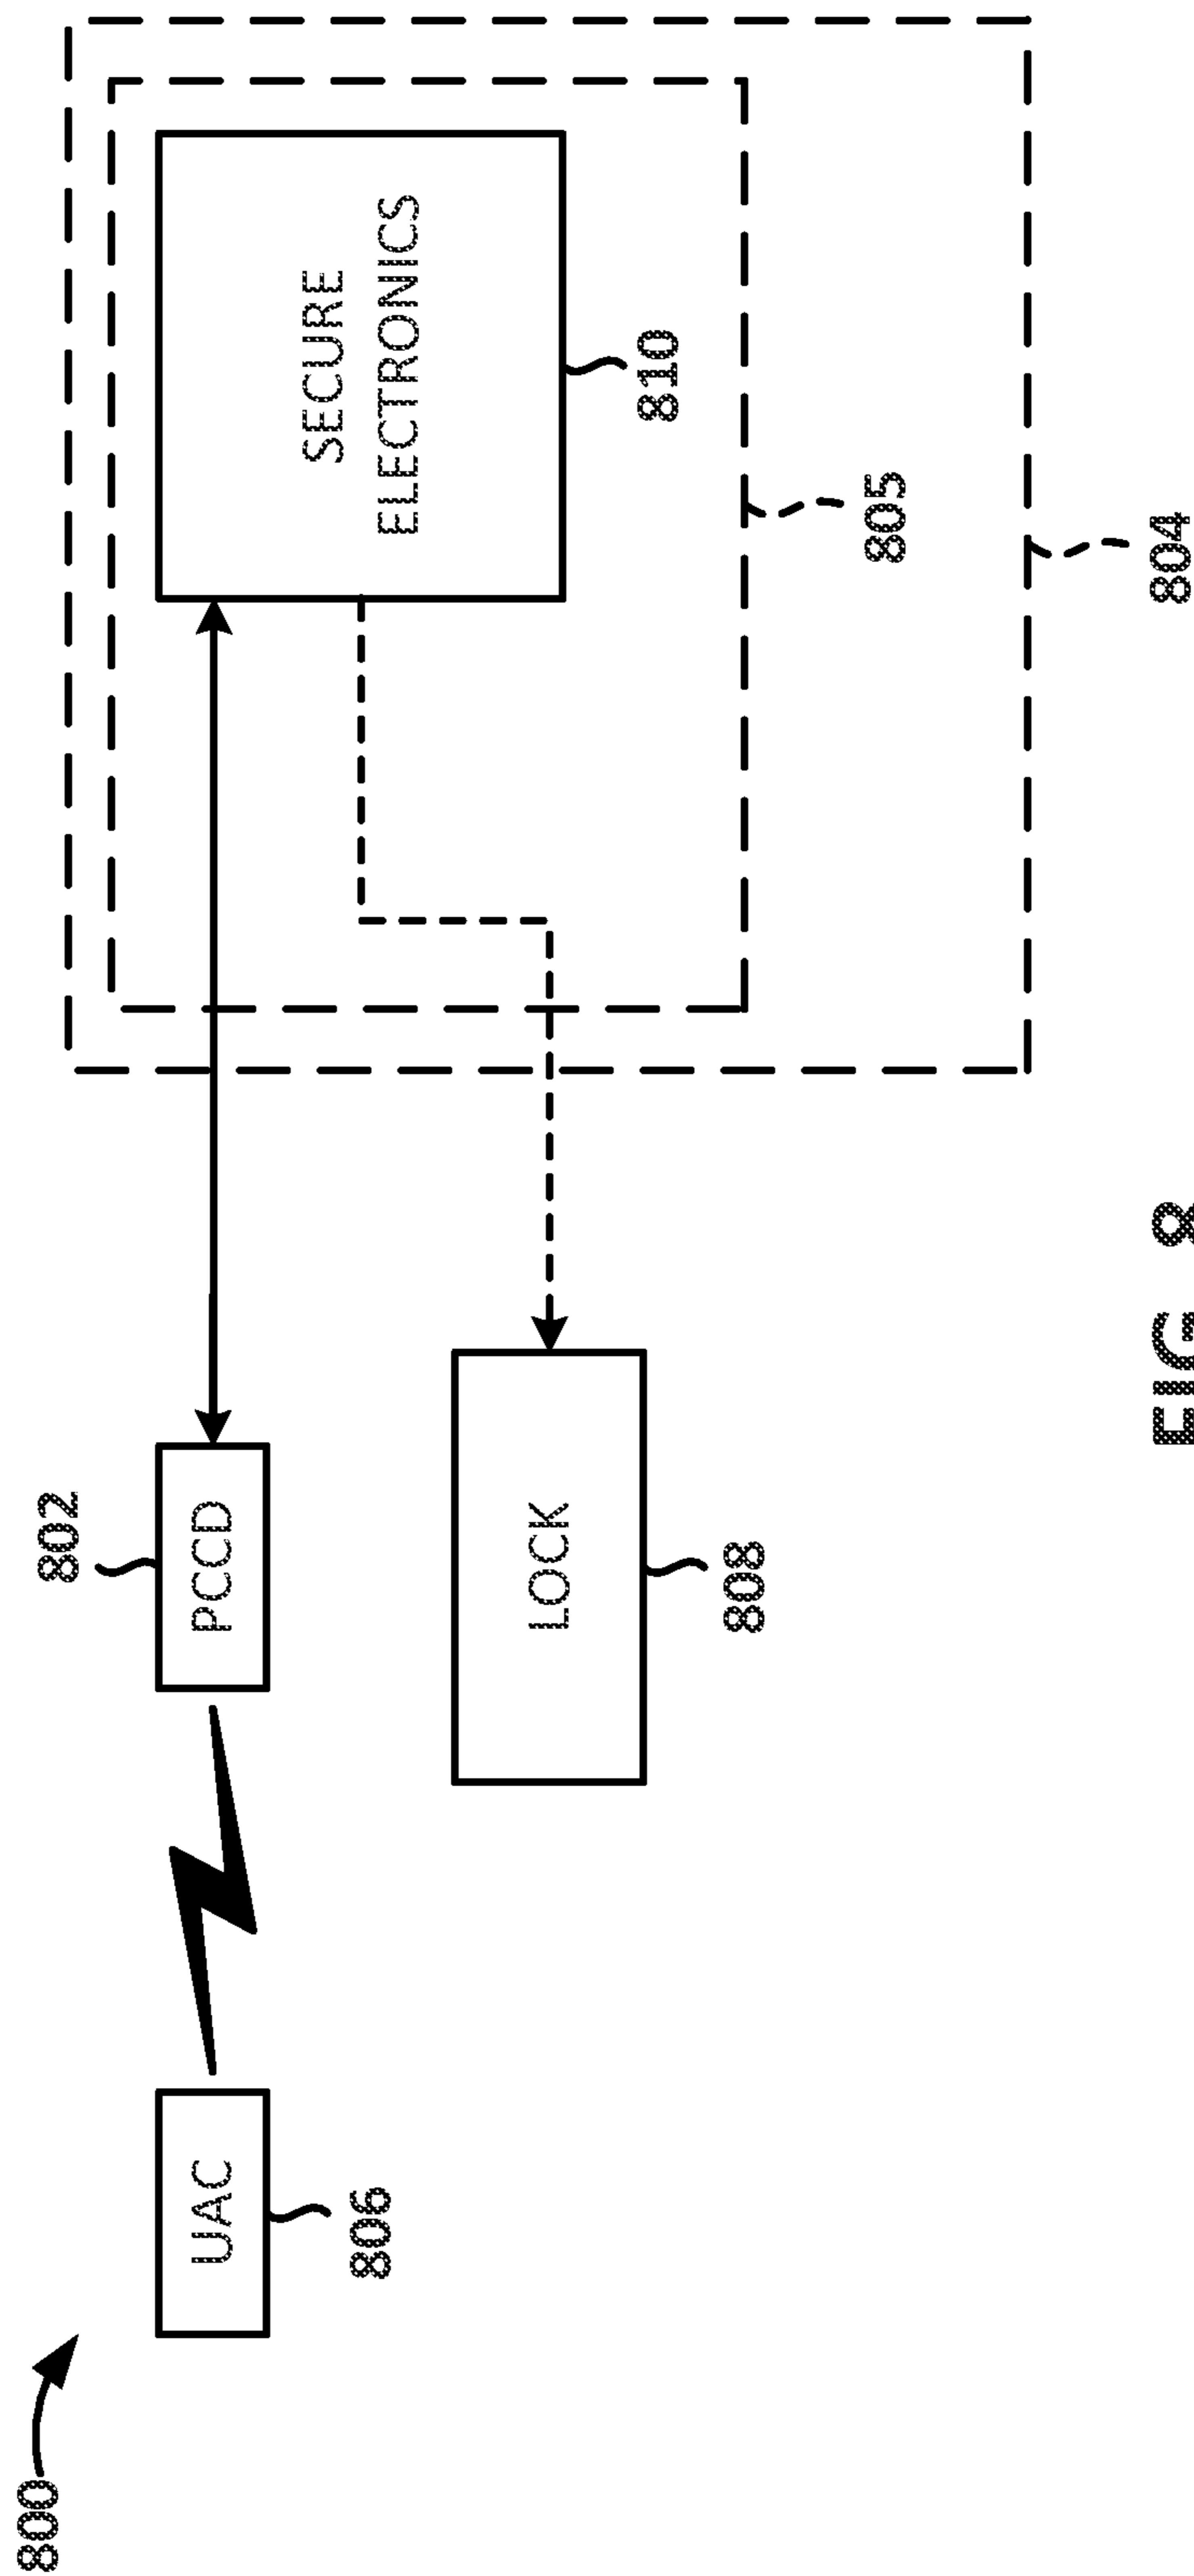 800
UAC
806
802
PCCD
LOCK
808
SECURE
ELECTRONICS
810
805
804
FIG. 8